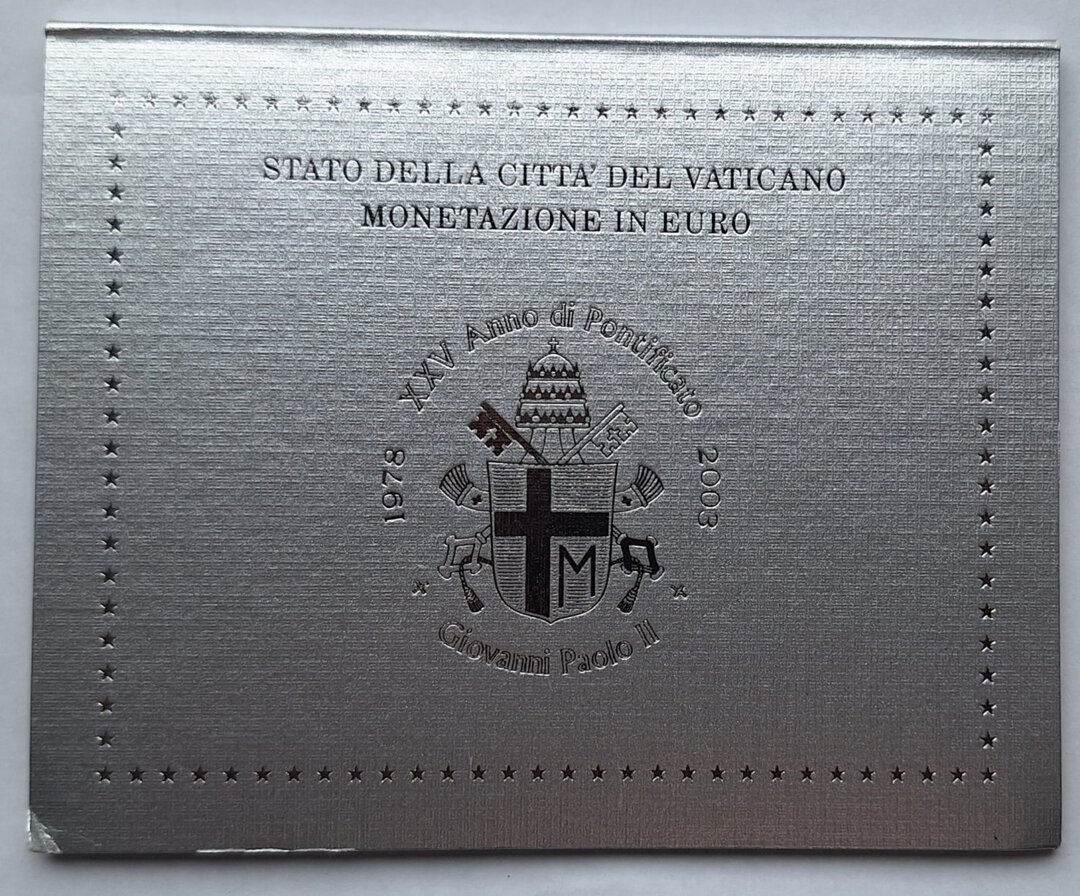 STATO DELLA CITTA' DEL VATICANO
MONETAZIONE IN EURO
XXV Anno di Pontificato
1978
2003
M
Giovanni Paolo II